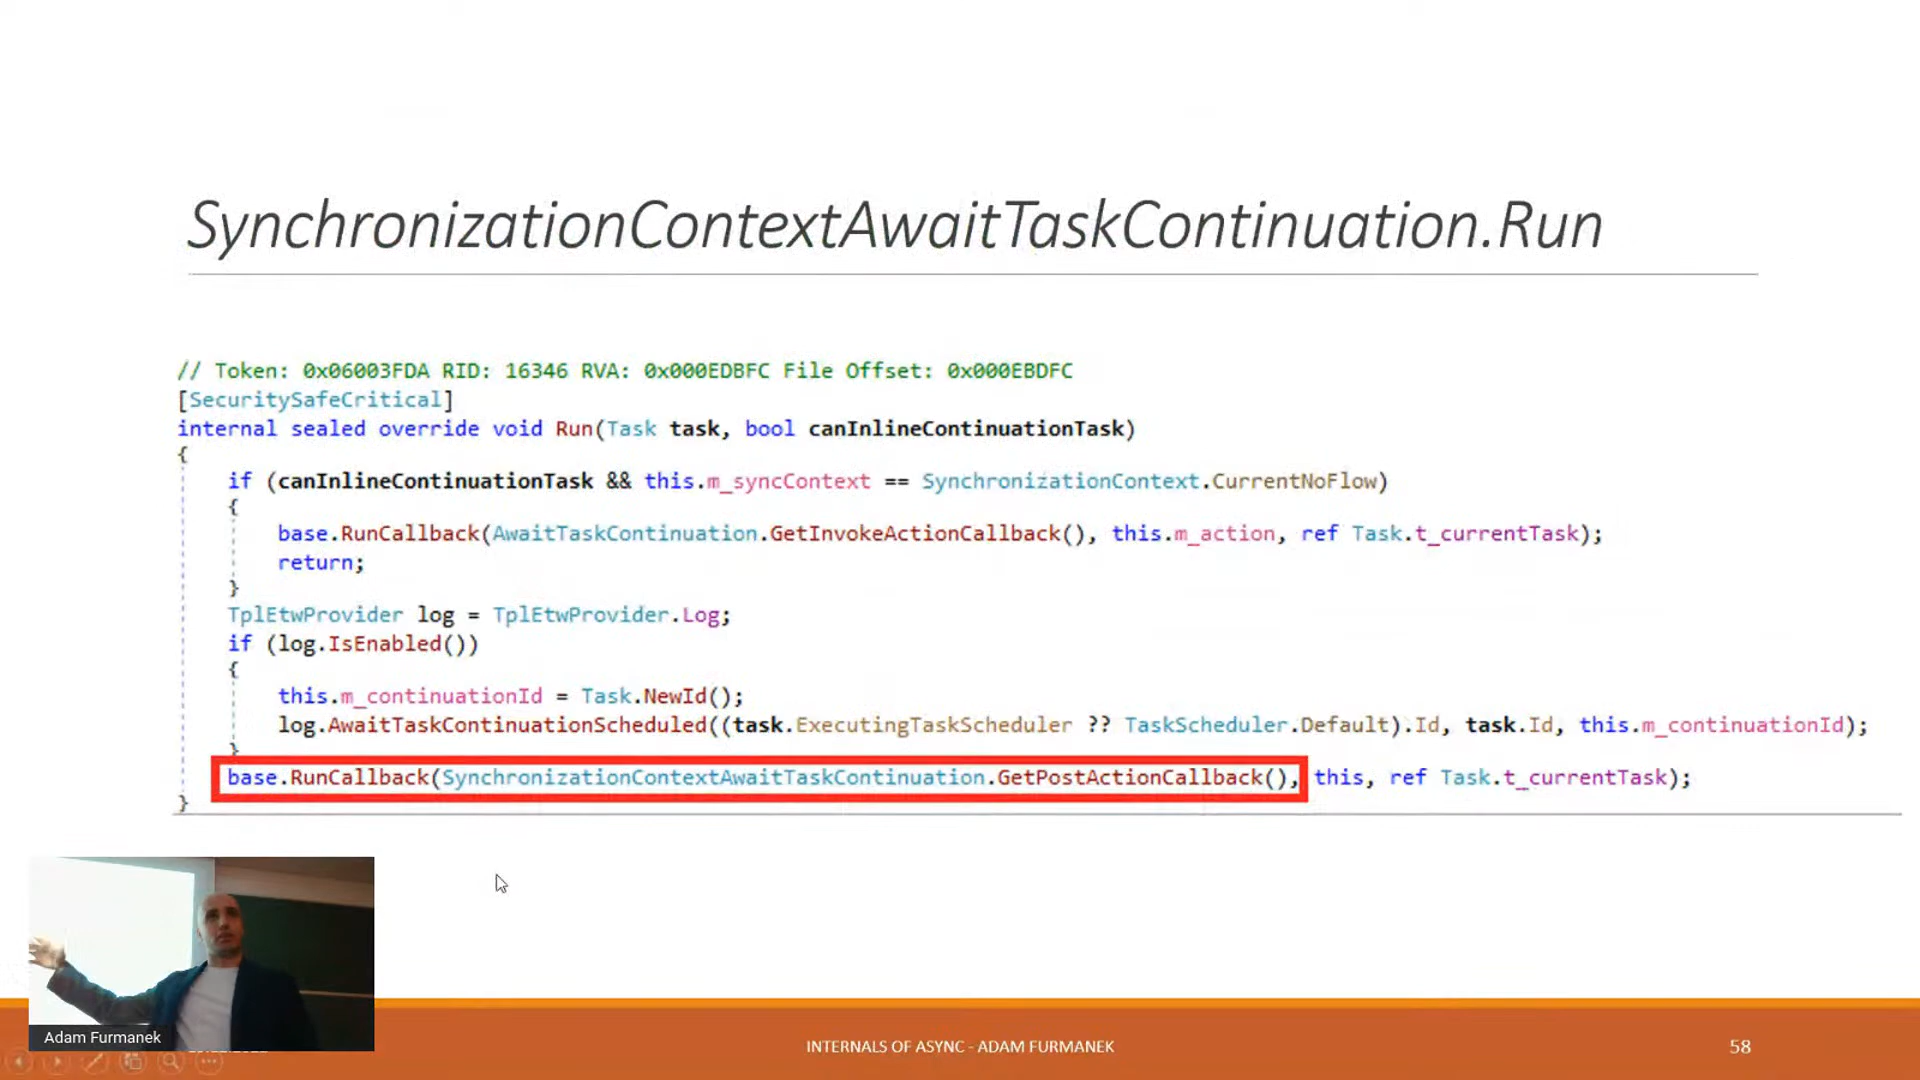 SynchronizationContextAwaitTaskContinuation.Run
// Token: 0x06003FDA RID: 16346 RVA: 0x000EDBFC File Offset: 0x000EBDFC
[SecuritySafeCritical]
internal sealed override void Run(Task task, bool canInlineContinuationTask)
{
if (canInlineContinuationTask && this.m_syncContext == SynchronizationContext.CurrentNoFlow)
{
base.RunCallback(AwaitTaskContinuation.GetInvokeActionCallback(), this.m_action, ref Task.t_currentTask);
return;
}
TplEtwProvider log = TplEtwProvider.Log;
if (log.IsEnabled())
{
this.m_continuationId = Task.NewId();
log.AwaitTaskContinuationScheduled((task.ExecutingTaskScheduler ?? TaskScheduler.Default).Id, task.Id, this.m_continuationId);
}
base.RunCallback(SynchronizationContextAwaitTaskContinuation.GetPostActionCallback(), this, ref Task.t_currentTask);
}
Adam Furmanek
INTERNALS OF ASYNC - ADAM FURMANEK
58